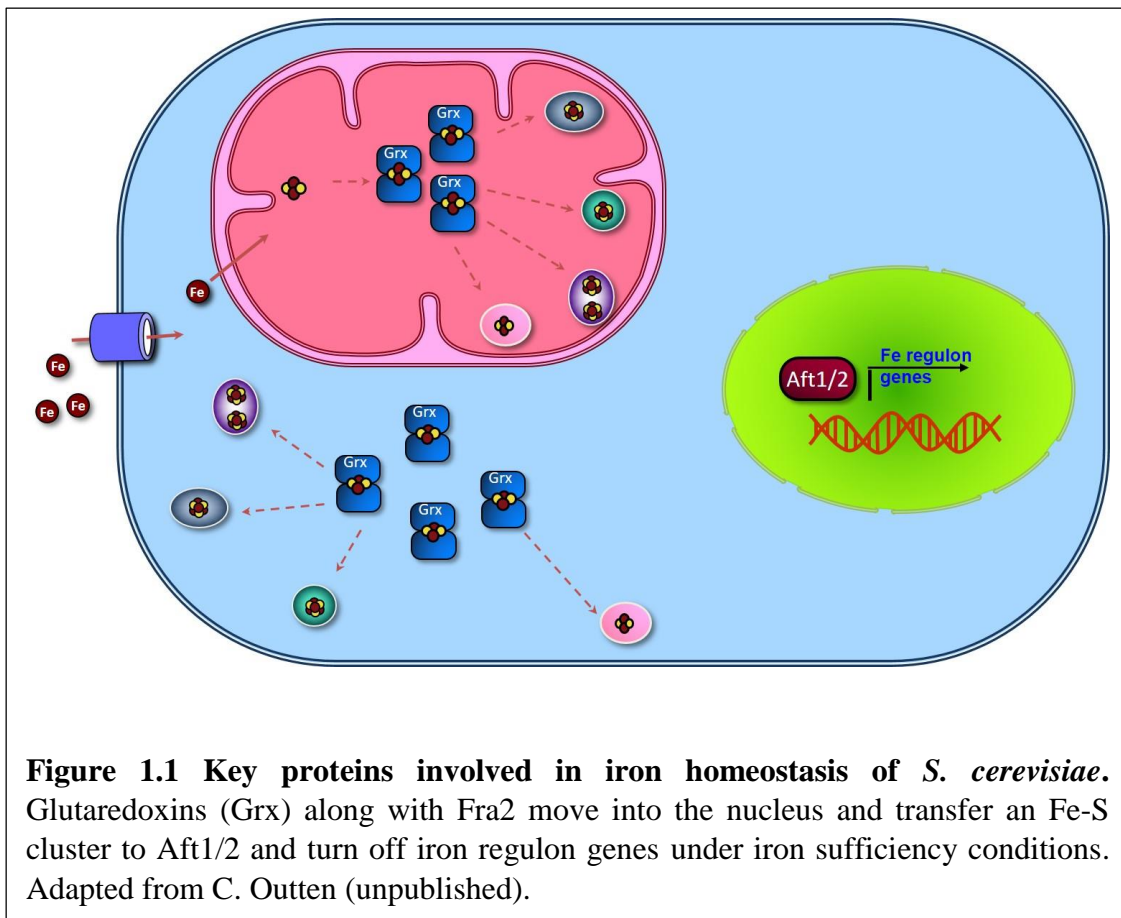 Grx
Grx
Grx
Fe
Fe
Fe
Fe
Aft1/2
Fe regulon
genes
Grx
Grx
Grx
Grx
Figure 1.1 Key proteins involved in iron homeostasis of S. cerevisiae.
Glutaredoxins (Grx) along with Fra2 move into the nucleus and transfer an Fe-S
cluster to Aft1/2 and turn off iron regulon genes under iron sufficiency conditions.
Adapted from C. Outten (unpublished).